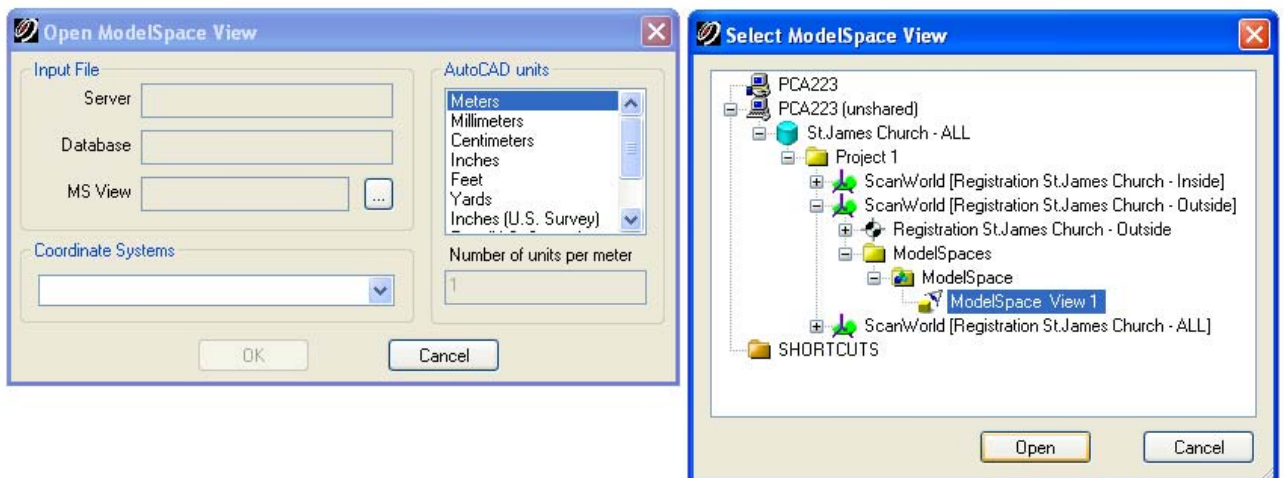 Open ModelSpace View
Input File
Server
Database
MS View
...
Coordinate Systems
AutoCAD units
Meters
Millimeters
Centimeters
Inches
Feet
Yards
Inches (U.S. Survey)
Number of units per meter
1
OK
Cancel
Select ModelSpace View
PCA223
PCA223 (unshared)
St.James Church - ALL
Project 1
ScanWorld [Registration St.James Church - Inside]
ScanWorld [Registration St.James Church - Outside]
Registration St.James Church - Outside
ModelSpaces
ModelSpace
ModelSpace View 1
ScanWorld [Registration St.James Church - ALL]
SHORTCUTS
Open
Cancel